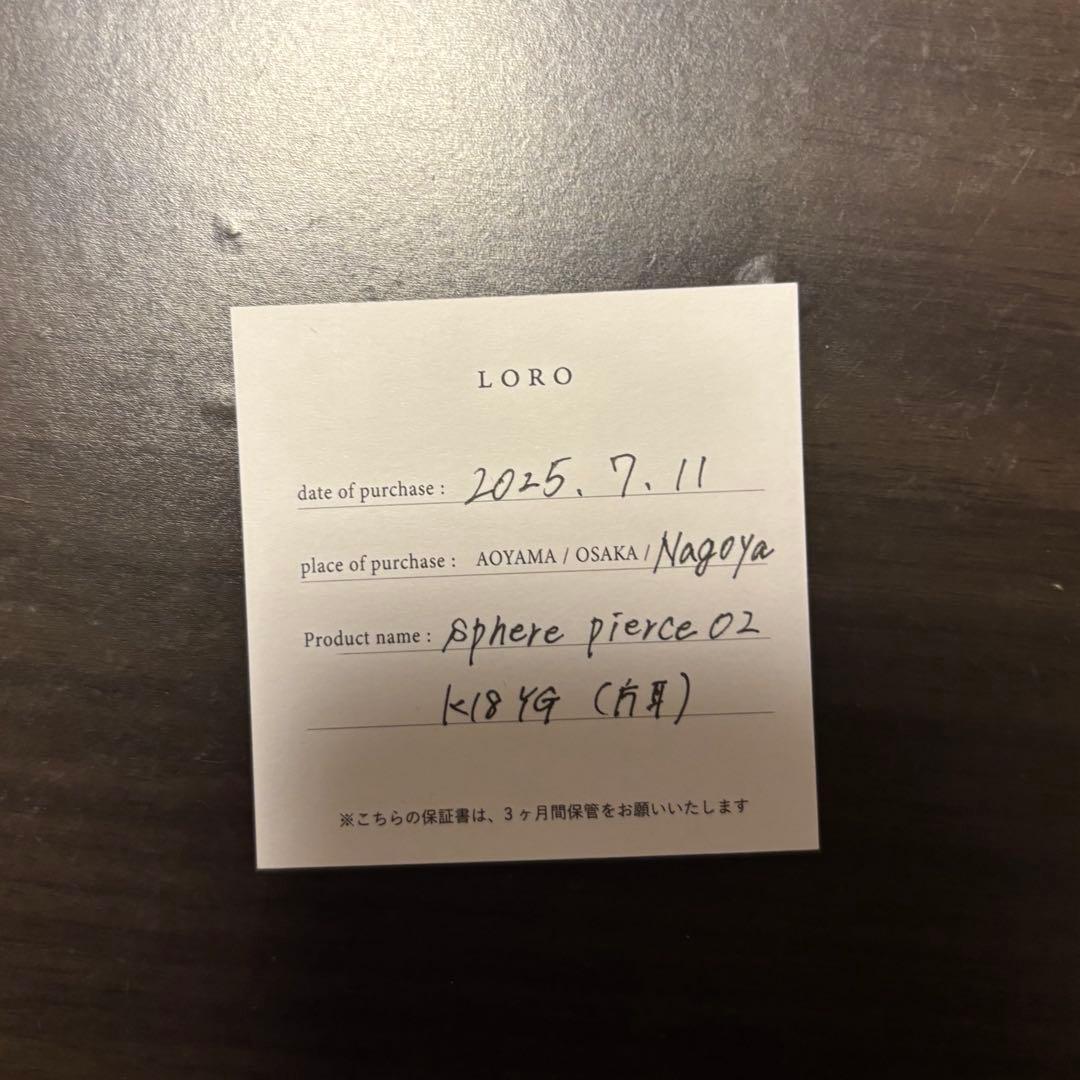 LORO
date of purchase : 2025. 7. 11
place of purchase : AOYAMA / OSAKA / Nagoya
Product name : Sphere pierce 02
K18 YG (片耳)
※こちらの保証書は、3ヶ月間保管をお願いいたします